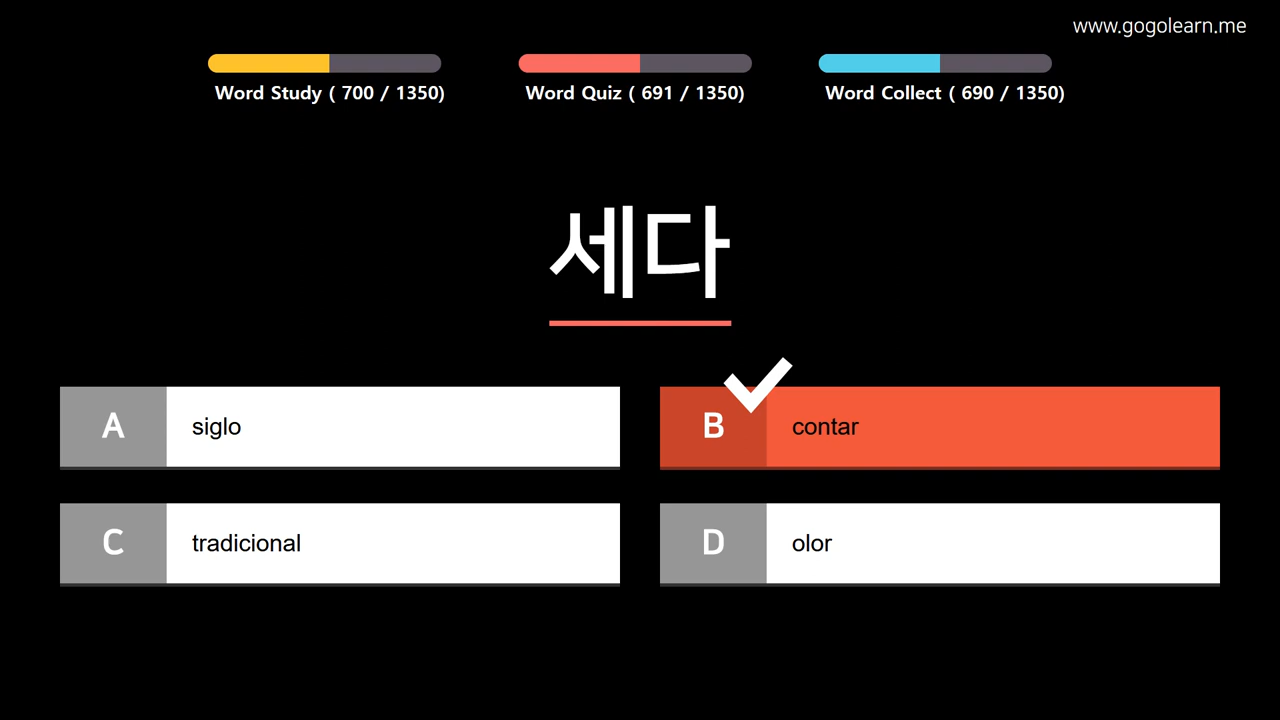 www.gogolearn.me
Word Study ( 700 / 1350)
Word Quiz ( 691 / 1350)
Word Collect ( 690 / 1350)
세다
A siglo
B contar
C tradicional
D olor